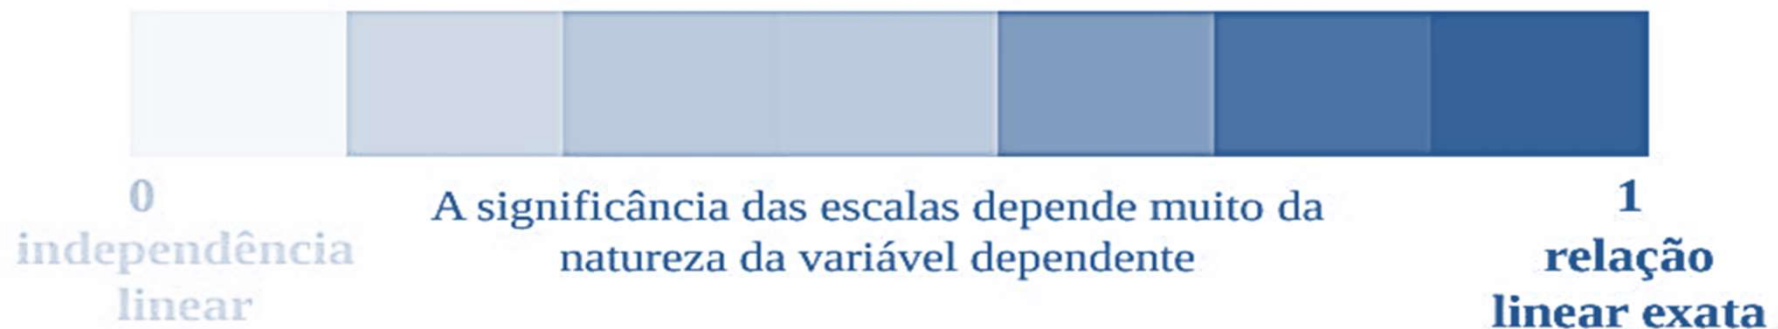 0
independência
linear
A significância das escalas depende muito da
natureza da variável dependente
1
relação
linear exata